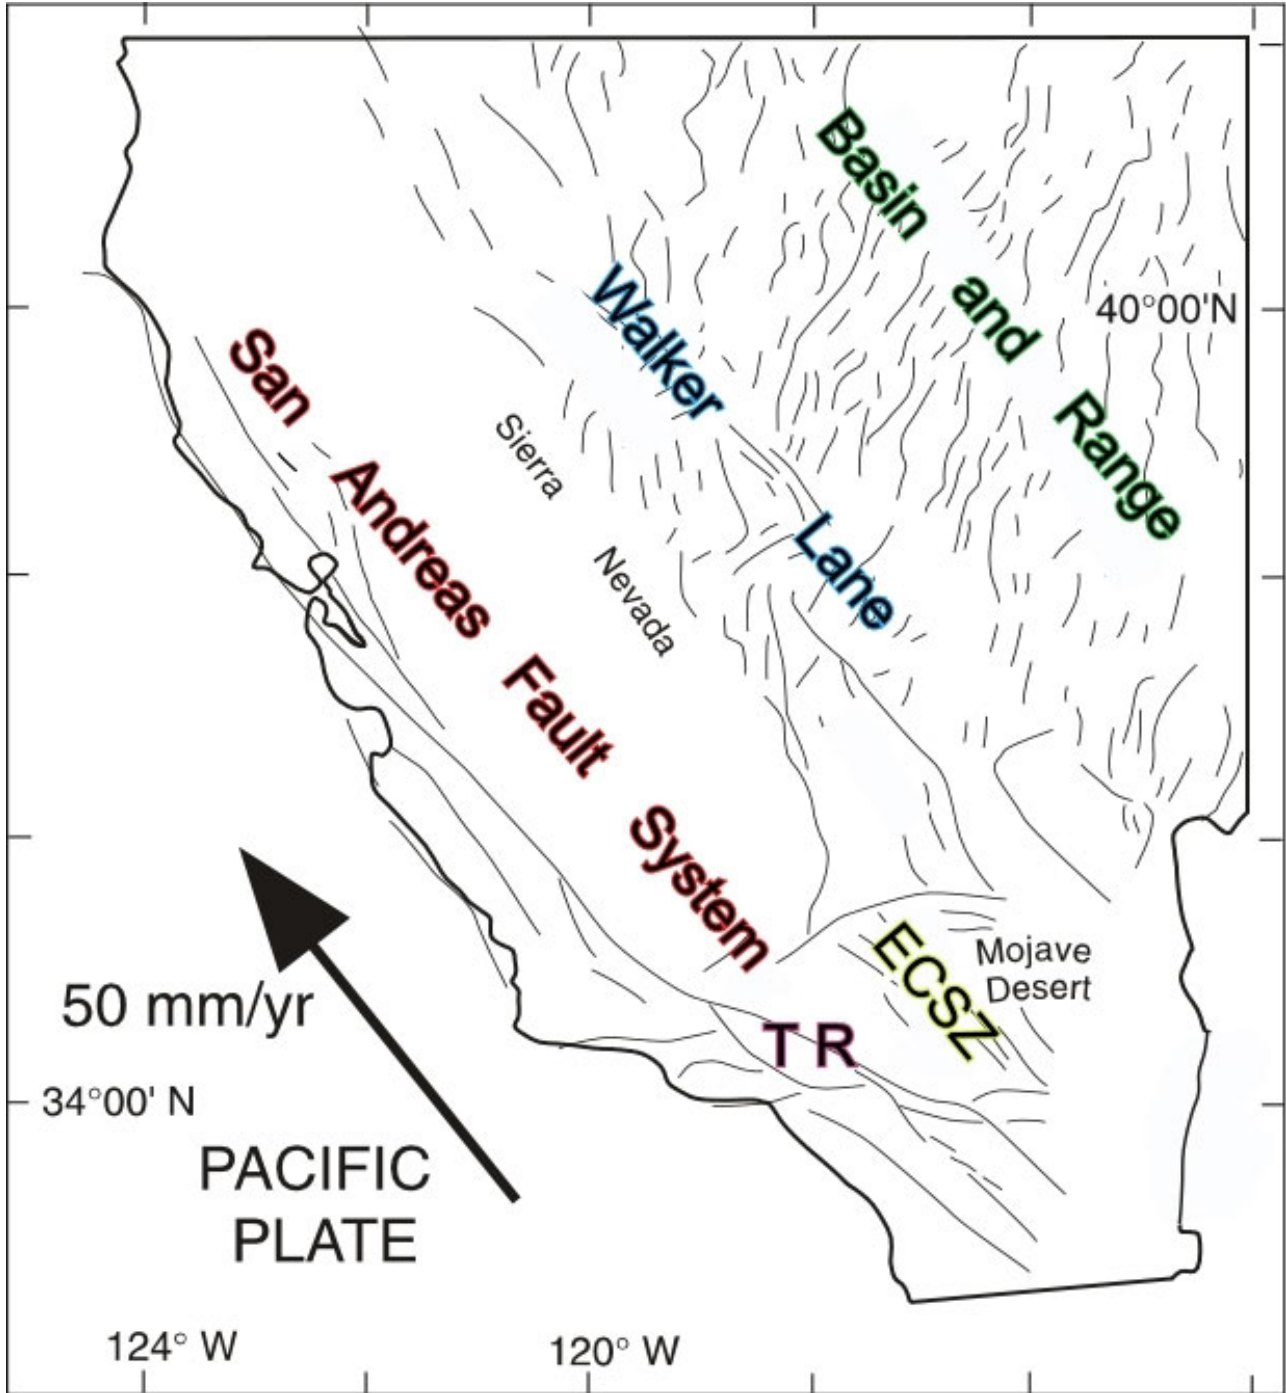 Basin and Range
Walker Lane
40°00'N
San Andreas Fault System
Sierra Nevada
ECSZ
Mojave
Desert
T R
50 mm/yr
34°00' N
PACIFIC
PLATE
124° W
120° W